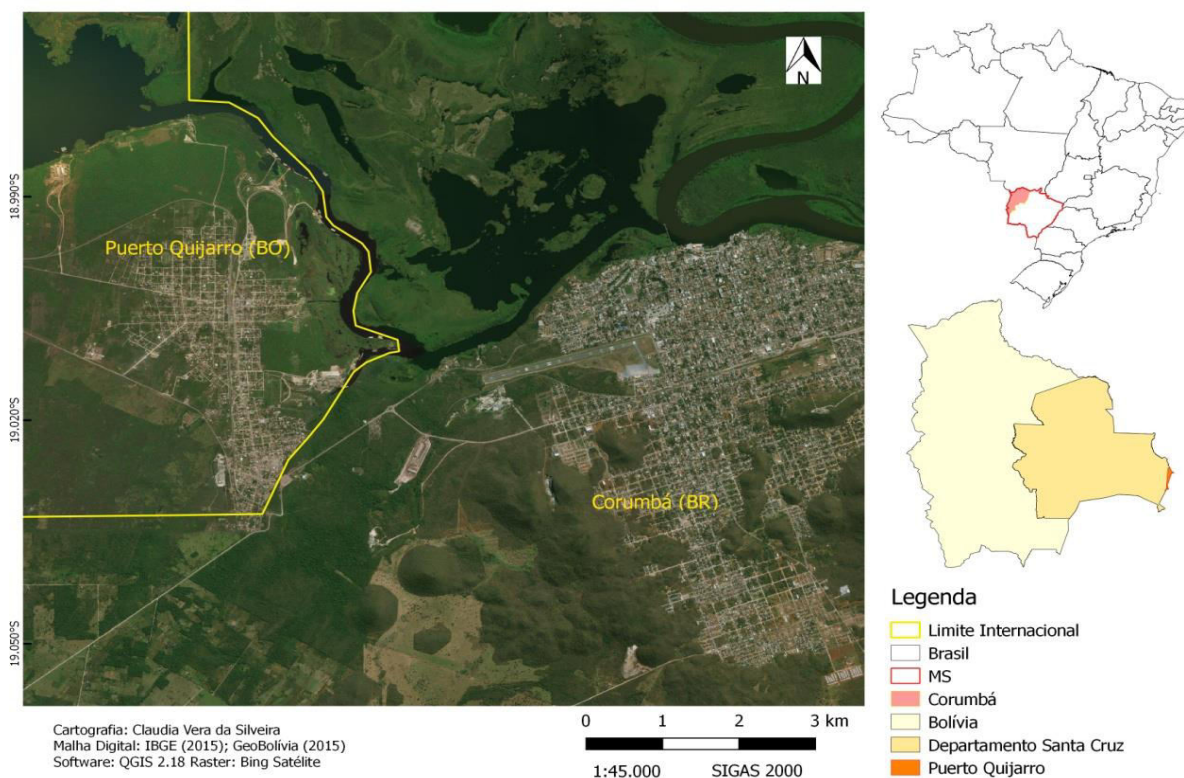 N
18.990°S
Puerto Quijarro (BO)
19.020°S
Corumbá (BR)
19.050°S
Legenda
Limite Internacional
Brasil
MS
Corumbá
Bolívia
Departamento Santa Cruz
Puerto Quijarro
Cartografia: Claudia Vera da Silveira
Malha Digital: IBGE (2015); GeoBolívia (2015)
Software: QGIS 2.18 Raster: Bing Satélite
0 1 2 3 km
1:45.000 SIGAS 2000